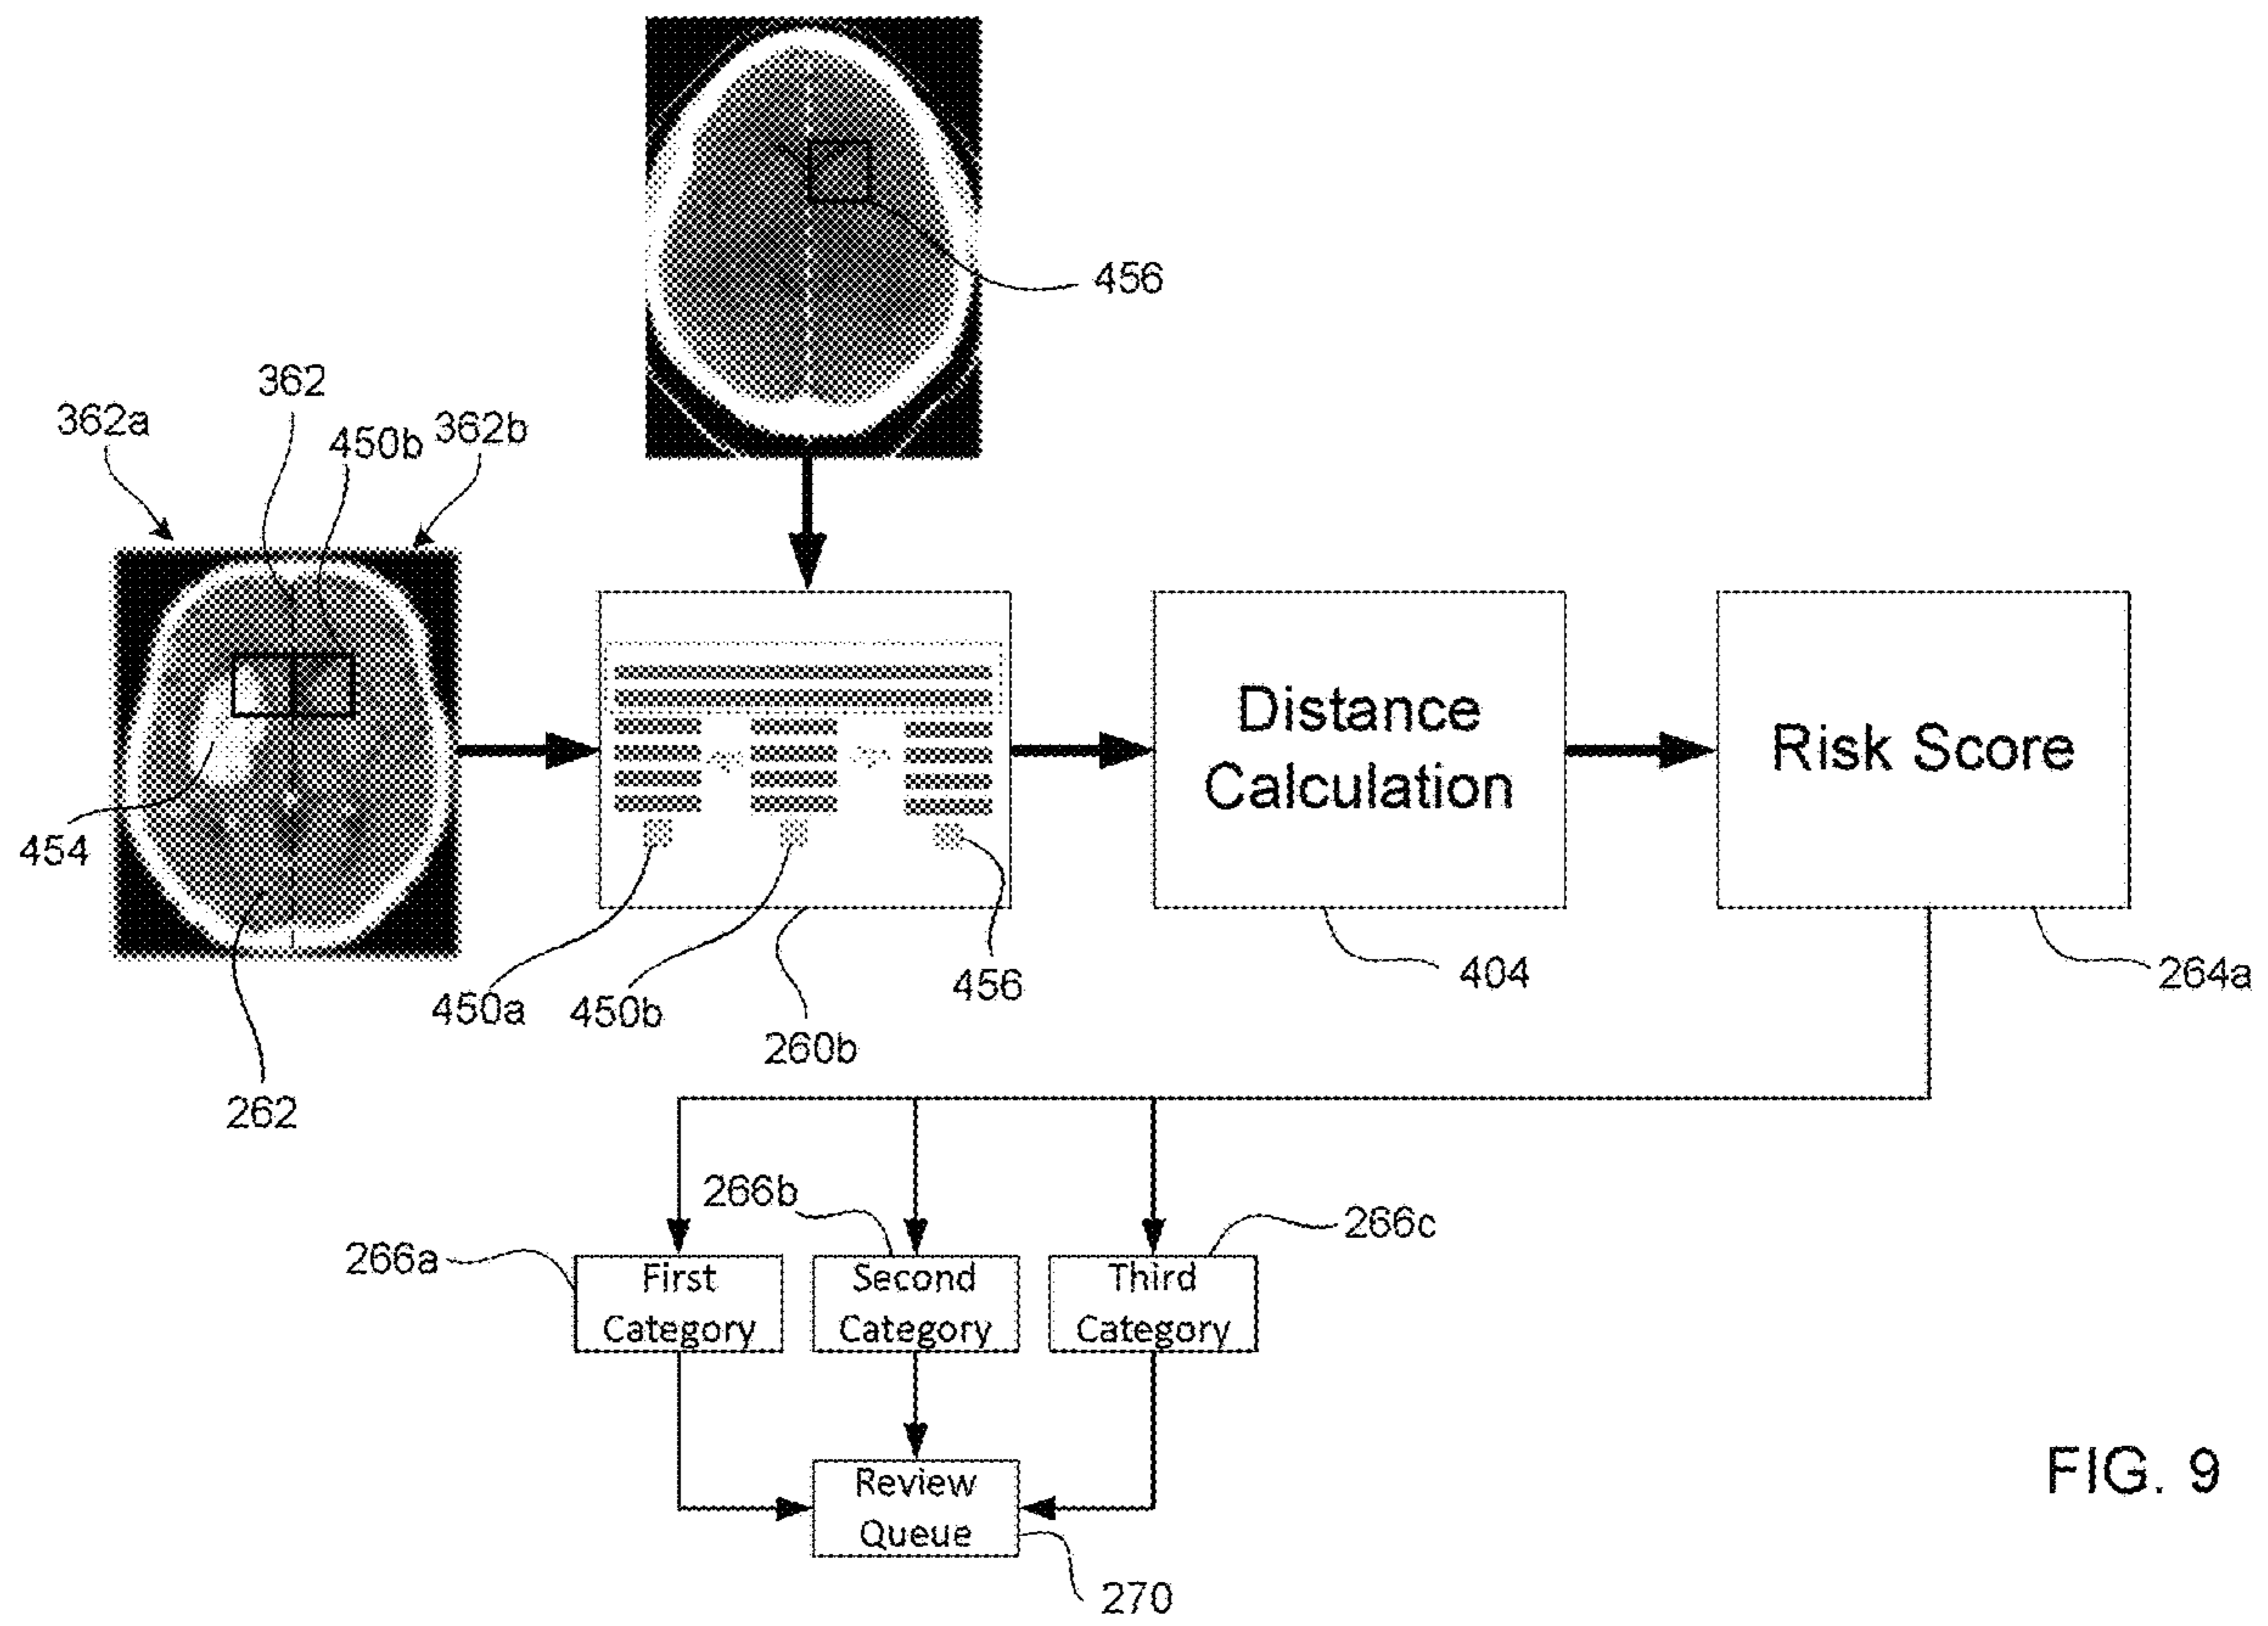 456
362
362a
450b
362b
454
Distance
Calculation
Risk Score
450a
450b
456
404
264a
260b
262
266b
266c
266a
First
Category
Second
Category
Third
Category
Review
Queue
270
FIG. 9